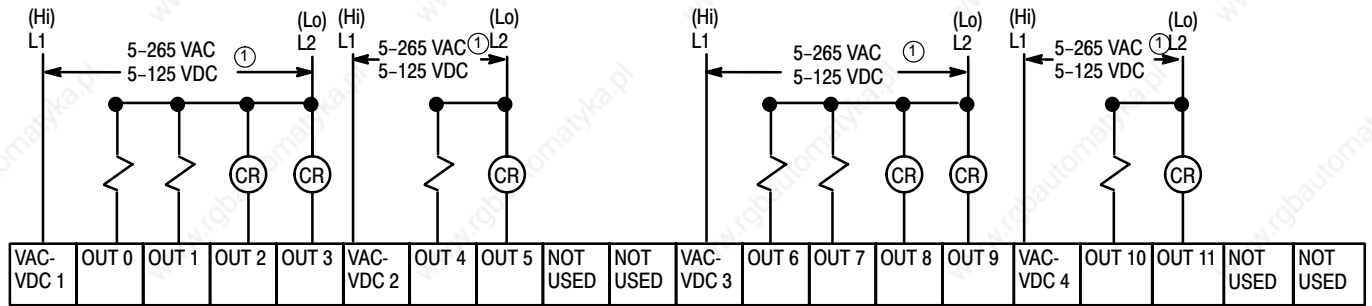 (Hi) (Lo) (Hi) (Lo) (Hi) (Lo) (Hi) (Lo)
L1 L2 L1 L2 L1 L2 L1 L2
5-265 VAC ① 5-265 VAC ① 5-265 VAC ① 5-265 VAC ①
5-125 VDC 5-125 VDC 5-125 VDC 5-125 VDC
CR CR CR CR CR CR
VAC- OUT 0 OUT 1 OUT 2 OUT 3 VAC- OUT 4 OUT 5 NOT NOT VAC- OUT 6 OUT 7 OUT 8 OUT 9 VAC- OUT 10 OUT 11 NOT NOT
VDC 1 VDC 2 USED USED VDC 3 VDC 4 USED USED
www.rgbautomatyka.pl